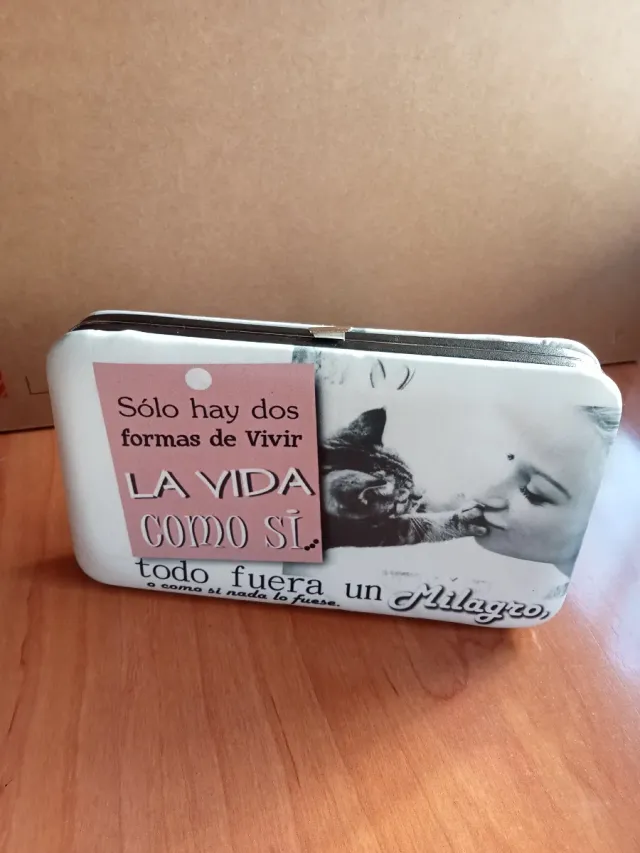 Sólo hay dos
formas de Vivir
LA VIDA
como si...
todo fuera un Milagro,
o como si nada lo fuese.